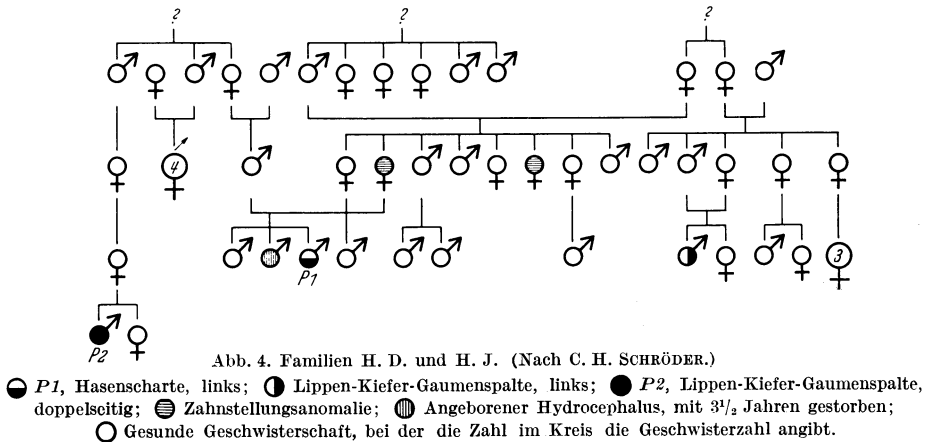 ? ? ?
4
P1
3
P2
Abb. 4. Familien H. D. und H. J. (Nach C. H. SCHRÖDER.)
P1, Hasenscharte, links; Lippen-Kiefer-Gaumenspalte, links; P2, Lippen-Kiefer-Gaumenspalte,
doppelscitig; Zahnstellungsanomalie; Angeborener Hydrocephalus, mit 3½ Jahren gestorben;
Gesunde Geschwisterschaft, bei der die Zahl im Kreis die Geschwisterzahl angibt.